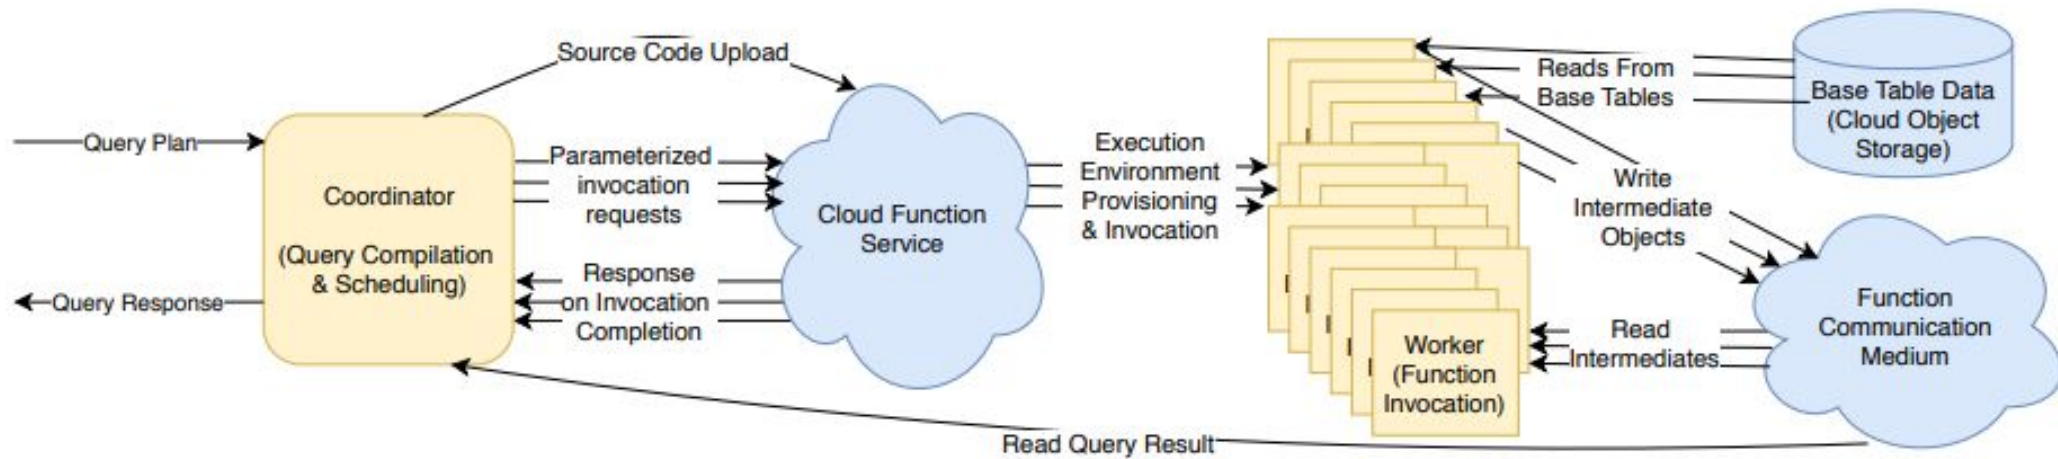 Source Code Upload
Query Plan
Coordinator
(Query Compilation
& Scheduling)
Query Response
Parameterized
invocation
requests
Response
on Invocation
Completion
Cloud Function
Service
Execution
Environment
Provisioning
& Invocation
Reads From
Base Tables
Base Table Data
(Cloud Object
Storage)
Write
Intermediate
Objects
Worker
(Function
Invocation)
Read
Intermediates
Function
Communication
Medium
Read Query Result